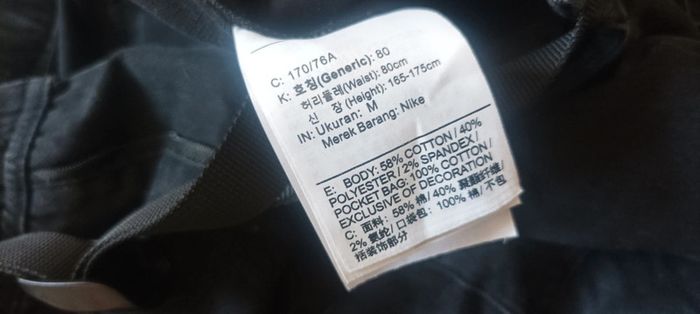 C: 170/76A
K: 호칭(Generic): 80
허리둘레(Waist): 80cm
신 장 (Height): 165-175cm
IN: Ukuran: M
Merek Barang: Nike
E: BODY: 58% COTTON / 40%
POLYESTER / 2% SPANDEX /
POCKET BAG: 100% COTTON /
EXCLUSIVE OF DECORATION
C: 面料: 58% 棉/ 40% 聚酯纤维/
2% 氨纶/ 口袋包: 100% 棉/ 不包
括装饰部分